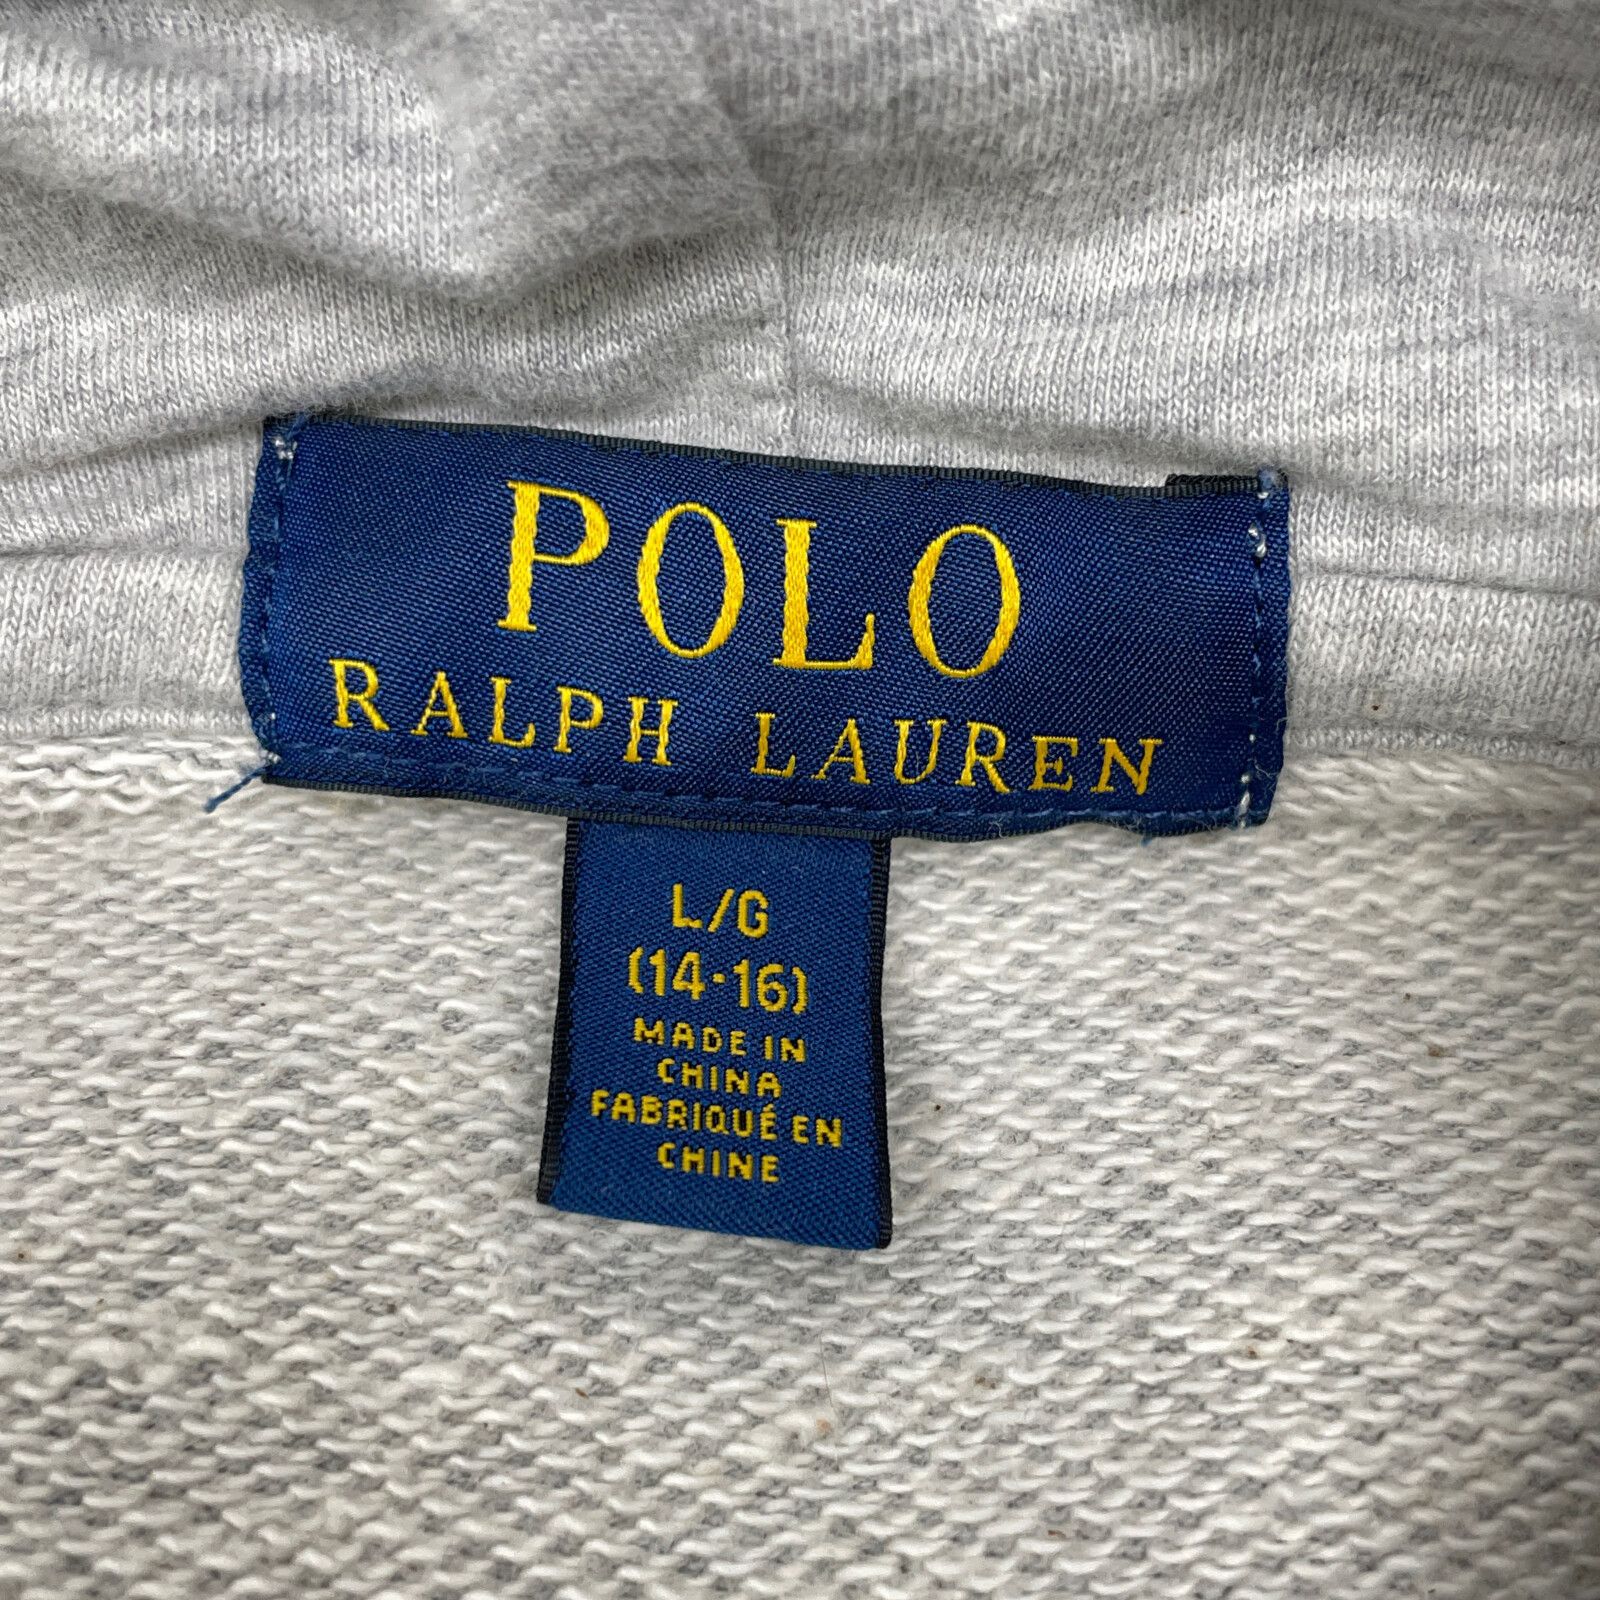 POLO
RALPH LAUREN
L/G
(14-16)
MADE IN
CHINA
FABRIQUÉ EN
CHINE